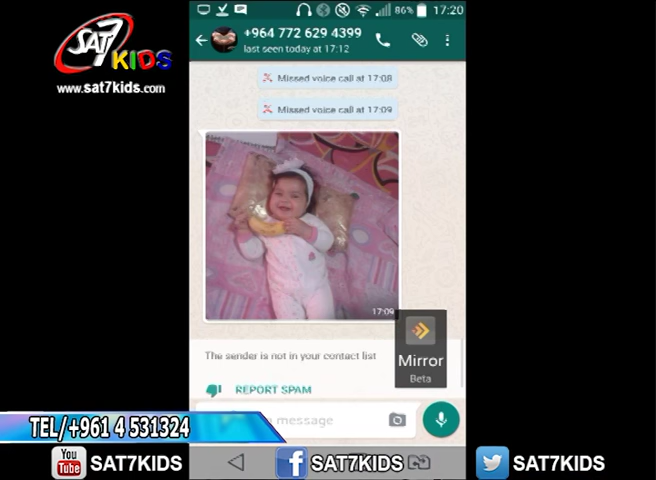 SAT7
KIDS
www.sat7kids.com
86% 17:20
+964 772 629 4399
last seen today at 17:12
Missed voice call at 17:08
Missed voice call at 17:09
17:09
Mirror
Beta
The sender is not in your contact list
REPORT SPAM
message
TEL/+961 4 531324
You
Tube
SAT7KIDS
f SAT7KIDS
SAT7KIDS